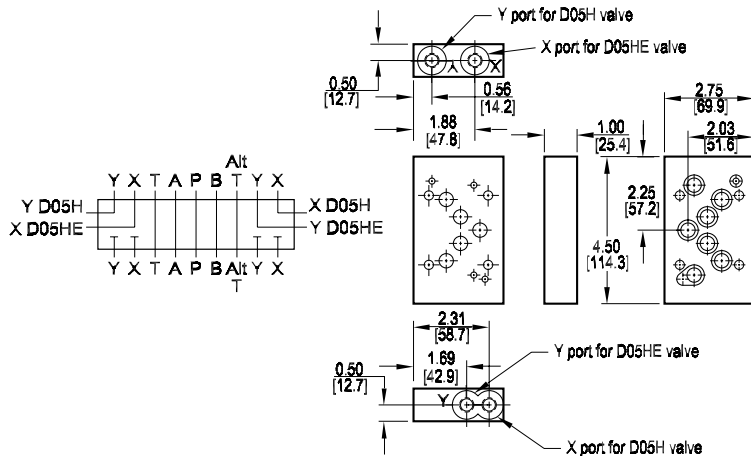 Y port for D05H valve
X port for D05HE valve
Y X
0.50
[12.7]
0.56
[14.2]
1.88
[47.8]
1.00
[25.4]
2.75
[69.9]
2.03
[51.6]
2.25
[57.2]
4.50
[114.3]
Alt
Y X T A P B T Y X
Y D05H
X D05HE
X D05H
Y D05HE
Y X T A P B Alt Y X
T
2.31
[58.7]
1.69
[42.9]
0.50
[12.7]
Y
Y port for D05HE valve
X port for D05H valve